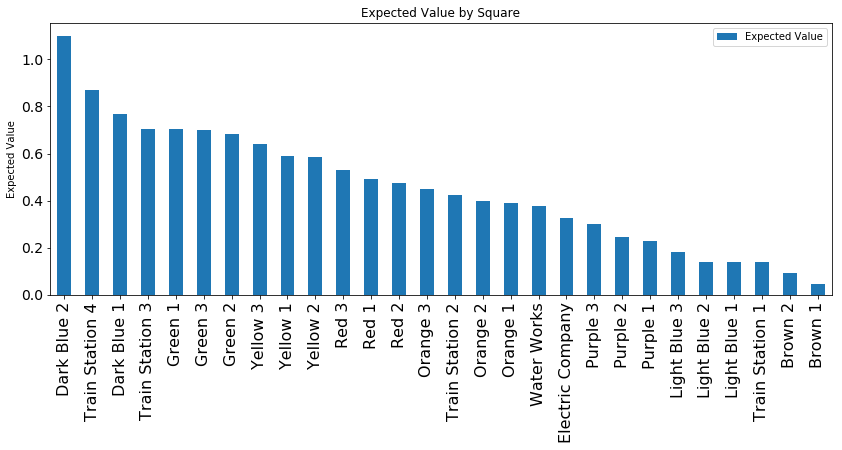 Expected Value by Square
Expected Value
Expected Value
1.0
0.8
0.6
0.4
0.2
0.0
Dark Blue 2
Train Station 4
Dark Blue 1
Train Station 3
Green 1
Green 3
Green 2
Yellow 3
Yellow 1
Yellow 2
Red 3
Red 1
Red 2
Orange 3
Train Station 2
Orange 2
Orange 1
Water Works
Electric Company
Purple 3
Purple 2
Purple 1
Light Blue 3
Light Blue 2
Light Blue 1
Train Station 1
Brown 2
Brown 1